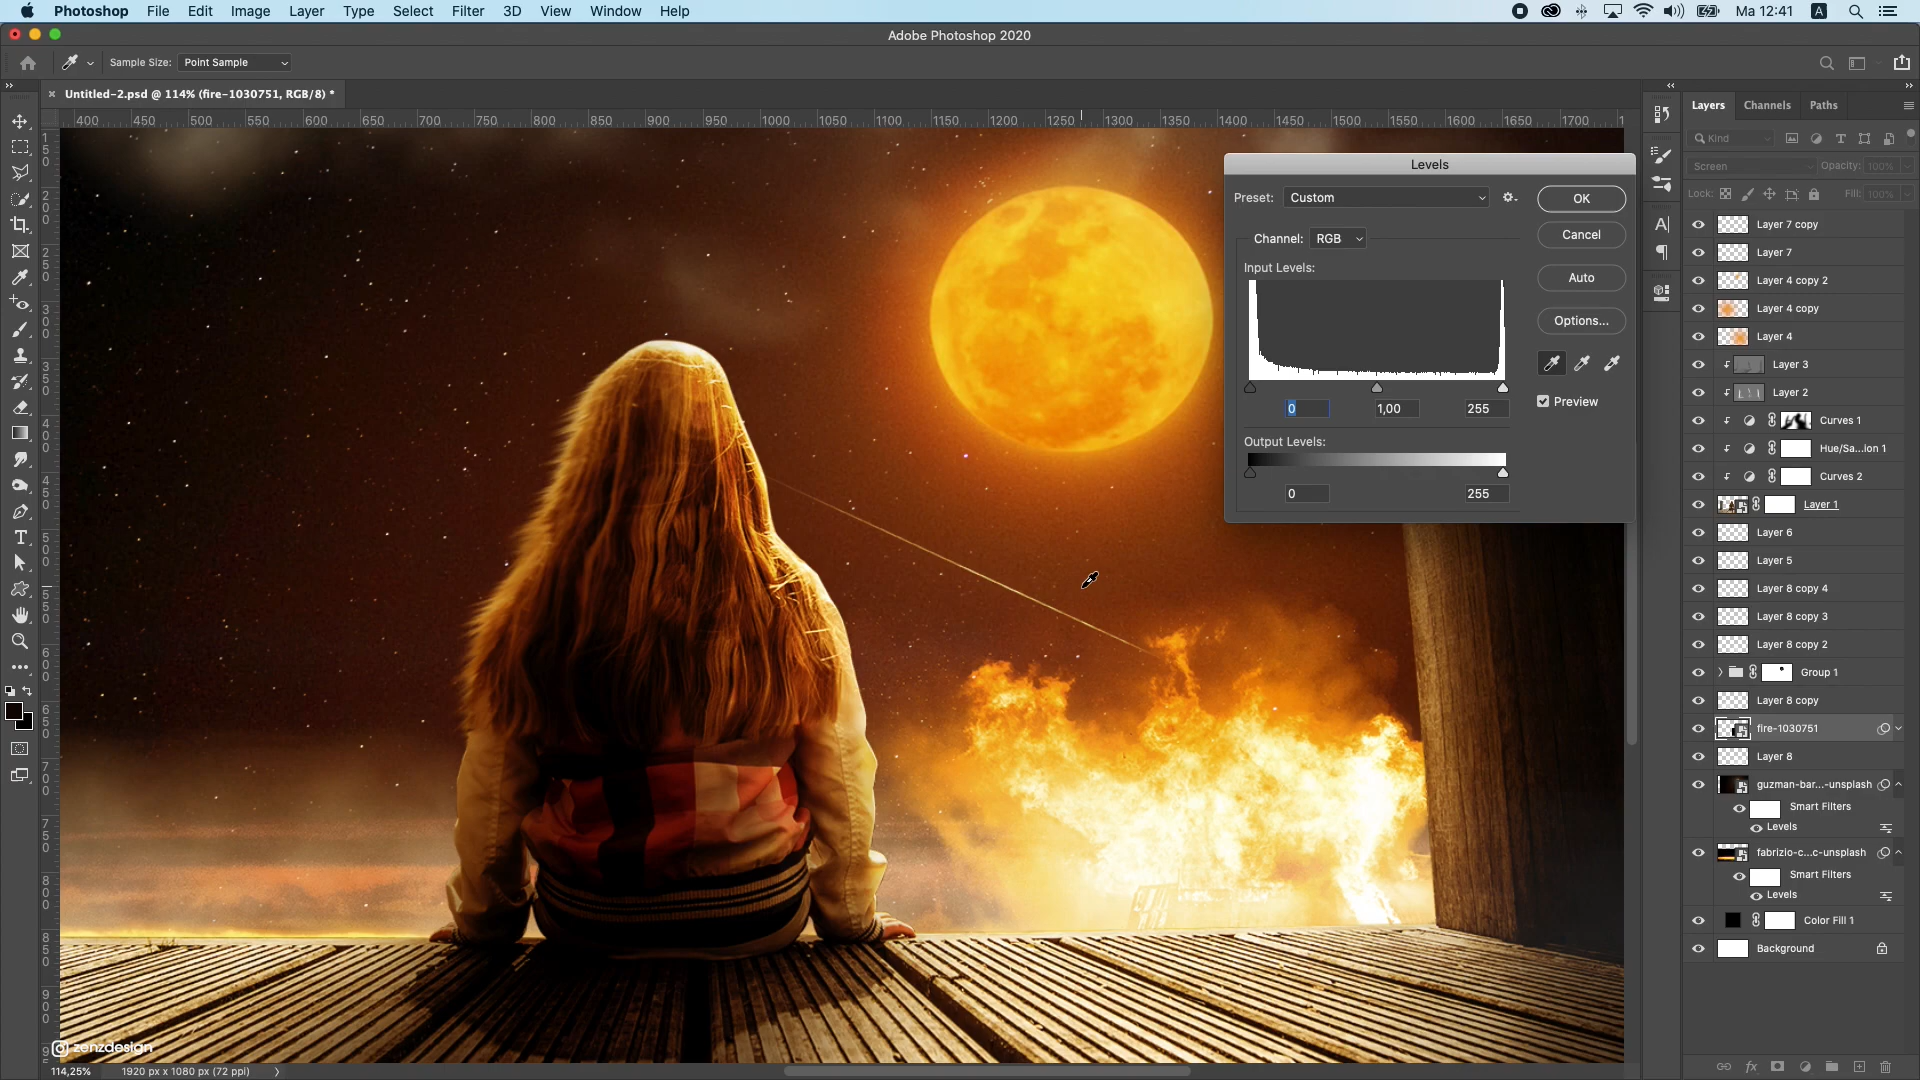 Photoshop File Edit Image Layer Type Select Filter 3D View Window Help Ma 12:41 A
Adobe Photoshop 2020
Sample Size: Point Sample
Untitled-2.psd @ 114% (fire-1030751, RGB/8) *
400 450 500 550 600 650 700 750 800 850 900 950 1000 1050 1100 1150 1200 1250 1300 1350 1400 1450 1500 1550 1600 1650 1700
Layers Channels Paths
Kind
Screen Opacity: 100%
Lock: Fill: 100%
Levels
Preset: Custom
OK
Channel: RGB
Cancel
Input Levels:
Auto
Options...
0 1,00 255
Preview
Output Levels:
0 255
Layer 7 copy
Layer 7
Layer 4 copy 2
Layer 4 copy
Layer 4
Layer 3
Layer 2
Curves 1
Hue/Sa...ion 1
Curves 2
Layer 1
Layer 6
Layer 5
Layer 8 copy 4
Layer 8 copy 3
Layer 8 copy 2
Group 1
Layer 8 copy
fire-1030751
Layer 8
guzman-bar...-unsplash
Smart Filters
Levels
fabrizio-c...c-unsplash
Smart Filters
Levels
Color Fill 1
Background
zenzdesign
114,25% 1920 px x 1080 px (72 ppi)